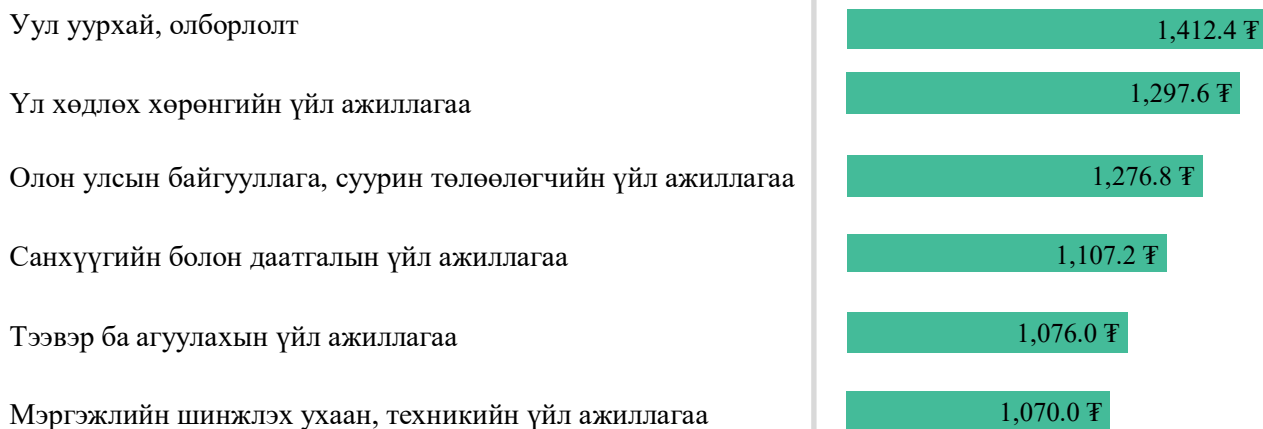 Уул уурхай, олборлолт 1,412.4 ₮
Үл хөдлөх хөрөнгийн үйл ажиллагаа 1,297.6 ₮
Олон улсын байгууллага, суурин төлөөлөгчийн үйл ажиллагаа 1,276.8 ₮
Санхүүгийн болон даатгалын үйл ажиллагаа 1,107.2 ₮
Тээвэр ба агуулахын үйл ажиллагаа 1,076.0 ₮
Мэргэжлийн шинжлэх ухаан, техникийн үйл ажиллагаа 1,070.0 ₮